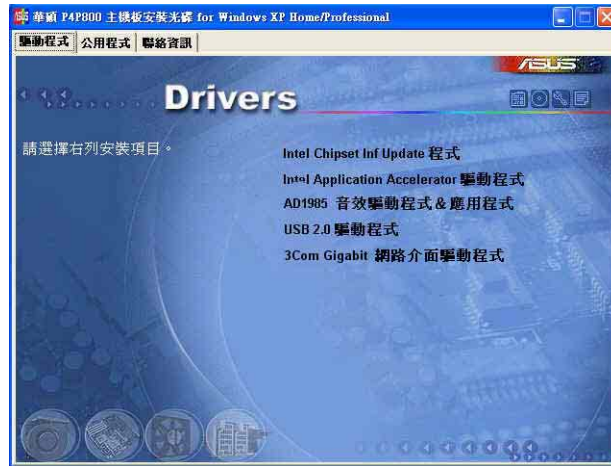 華碩 P4P800 主機板安裝光碟 for Windows XP Home/Professional
驅動程式 公用程式 聯絡資訊
ASUS
Drivers
請選擇右列安裝項目。
Intel Chipset Inf Update 程式
Intel Application Accelerator 驅動程式
AD1985 音效驅動程式 & 應用程式
USB 2.0 驅動程式
3Com Gigabit 網路介面驅動程式